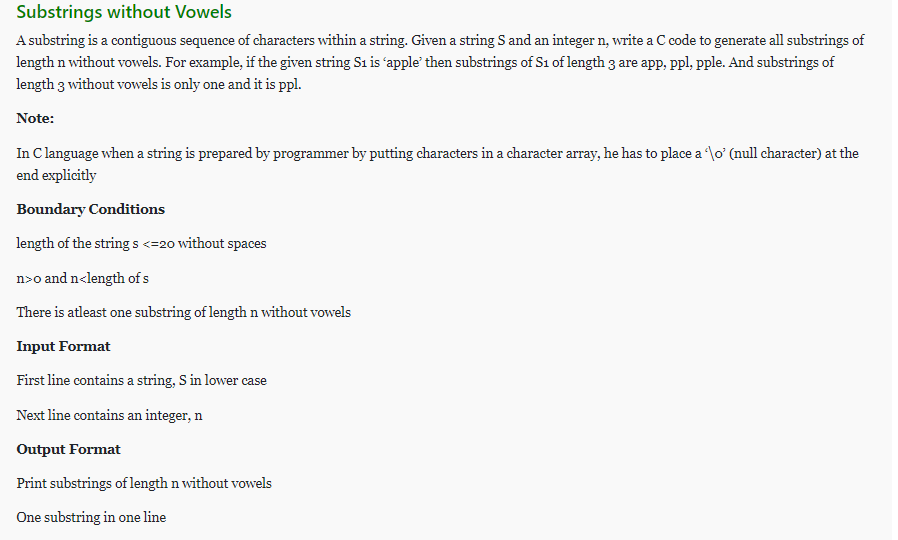 Substrings without Vowels
A substring is a contiguous sequence of characters within a string. Given a string S and an integer n, write a C code to generate all substrings of
length n without vowels. For example, if the given string S1 is ‘apple’ then substrings of S1 of length 3 are app, ppl, pple. And substrings of
length 3 without vowels is only one and it is ppl.
Note:
In C language when a string is prepared by programmer by putting characters in a character array, he has to place a ‘\0’ (null character) at the
end explicitly
Boundary Conditions
length of the string s <=20 without spaces
n>0 and n<length of s
There is atleast one substring of length n without vowels
Input Format
First line contains a string, S in lower case
Next line contains an integer, n
Output Format
Print substrings of length n without vowels
One substring in one line